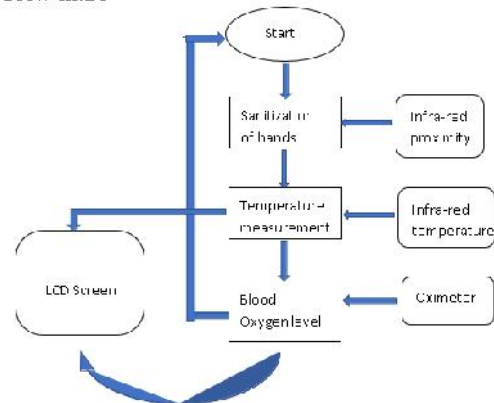 Start
Sanitization
of hands
Infra-red
proximity
Temperature
measurement
Infra-red
temperature
LCD Screen
Blood
Oxygen level
Oximeter